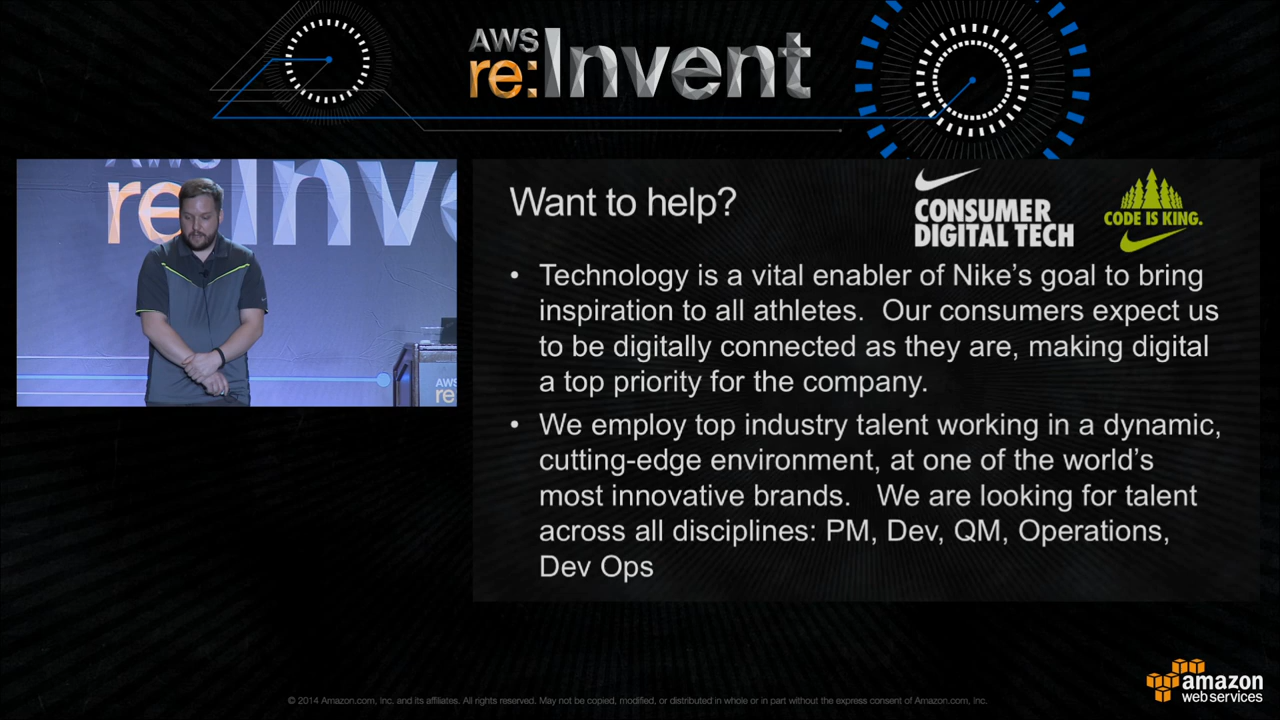 AWS
re:Invent
AWS
re:Inv
Want to help?
CONSUMER
DIGITAL TECH
CODE IS KING.
• Technology is a vital enabler of Nike’s goal to bring
inspiration to all athletes. Our consumers expect us
to be digitally connected as they are, making digital
a top priority for the company.
• We employ top industry talent working in a dynamic,
cutting-edge environment, at one of the world’s
most innovative brands. We are looking for talent
across all disciplines: PM, Dev, QM, Operations,
Dev Ops
AWS
re
© 2014 Amazon.com, Inc. and its affiliates. All rights reserved. May not be copied, modified, or distributed in whole or in part without the express consent of Amazon.com, Inc.
amazon
web services